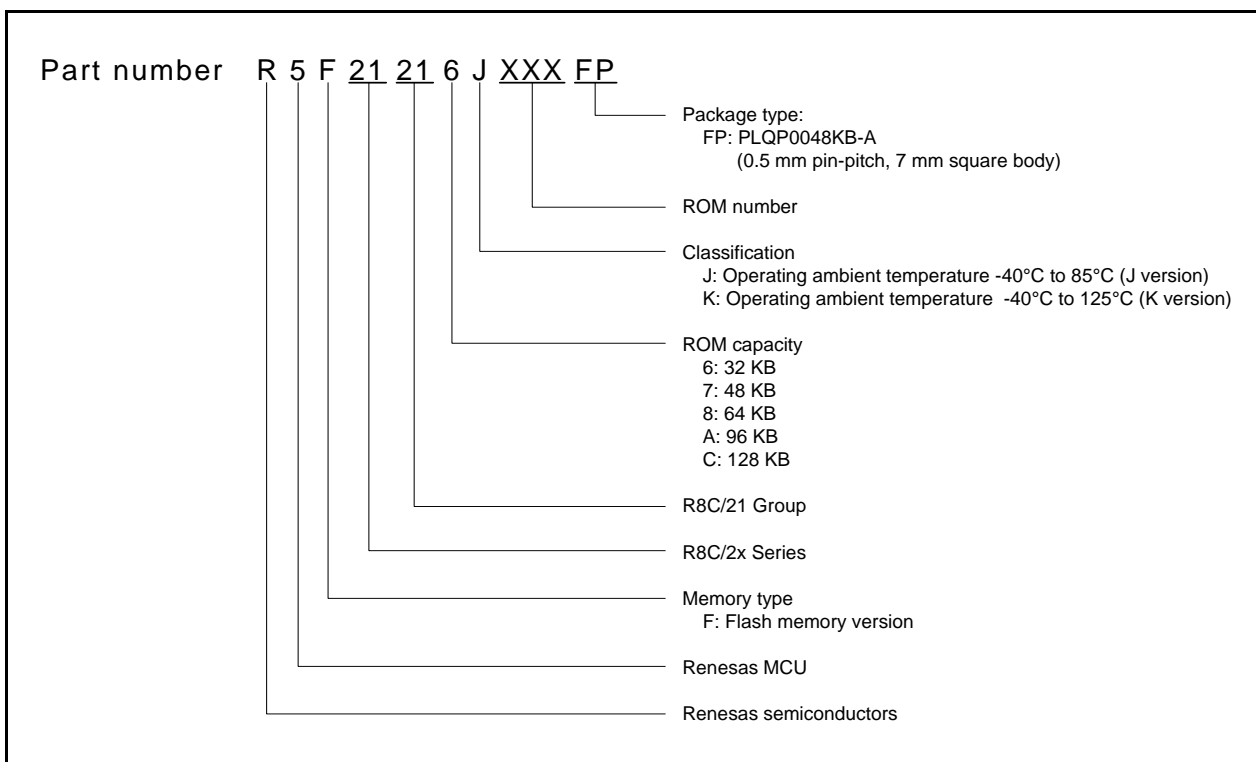 Part number R 5 F 21 21 6 J XXX FP
Package type:
FP: PLQP0048KB-A
(0.5 mm pin-pitch, 7 mm square body)
ROM number
Classification
J: Operating ambient temperature -40°C to 85°C (J version)
K: Operating ambient temperature -40°C to 125°C (K version)
ROM capacity
6: 32 KB
7: 48 KB
8: 64 KB
A: 96 KB
C: 128 KB
R8C/21 Group
R8C/2x Series
Memory type
F: Flash memory version
Renesas MCU
Renesas semiconductors